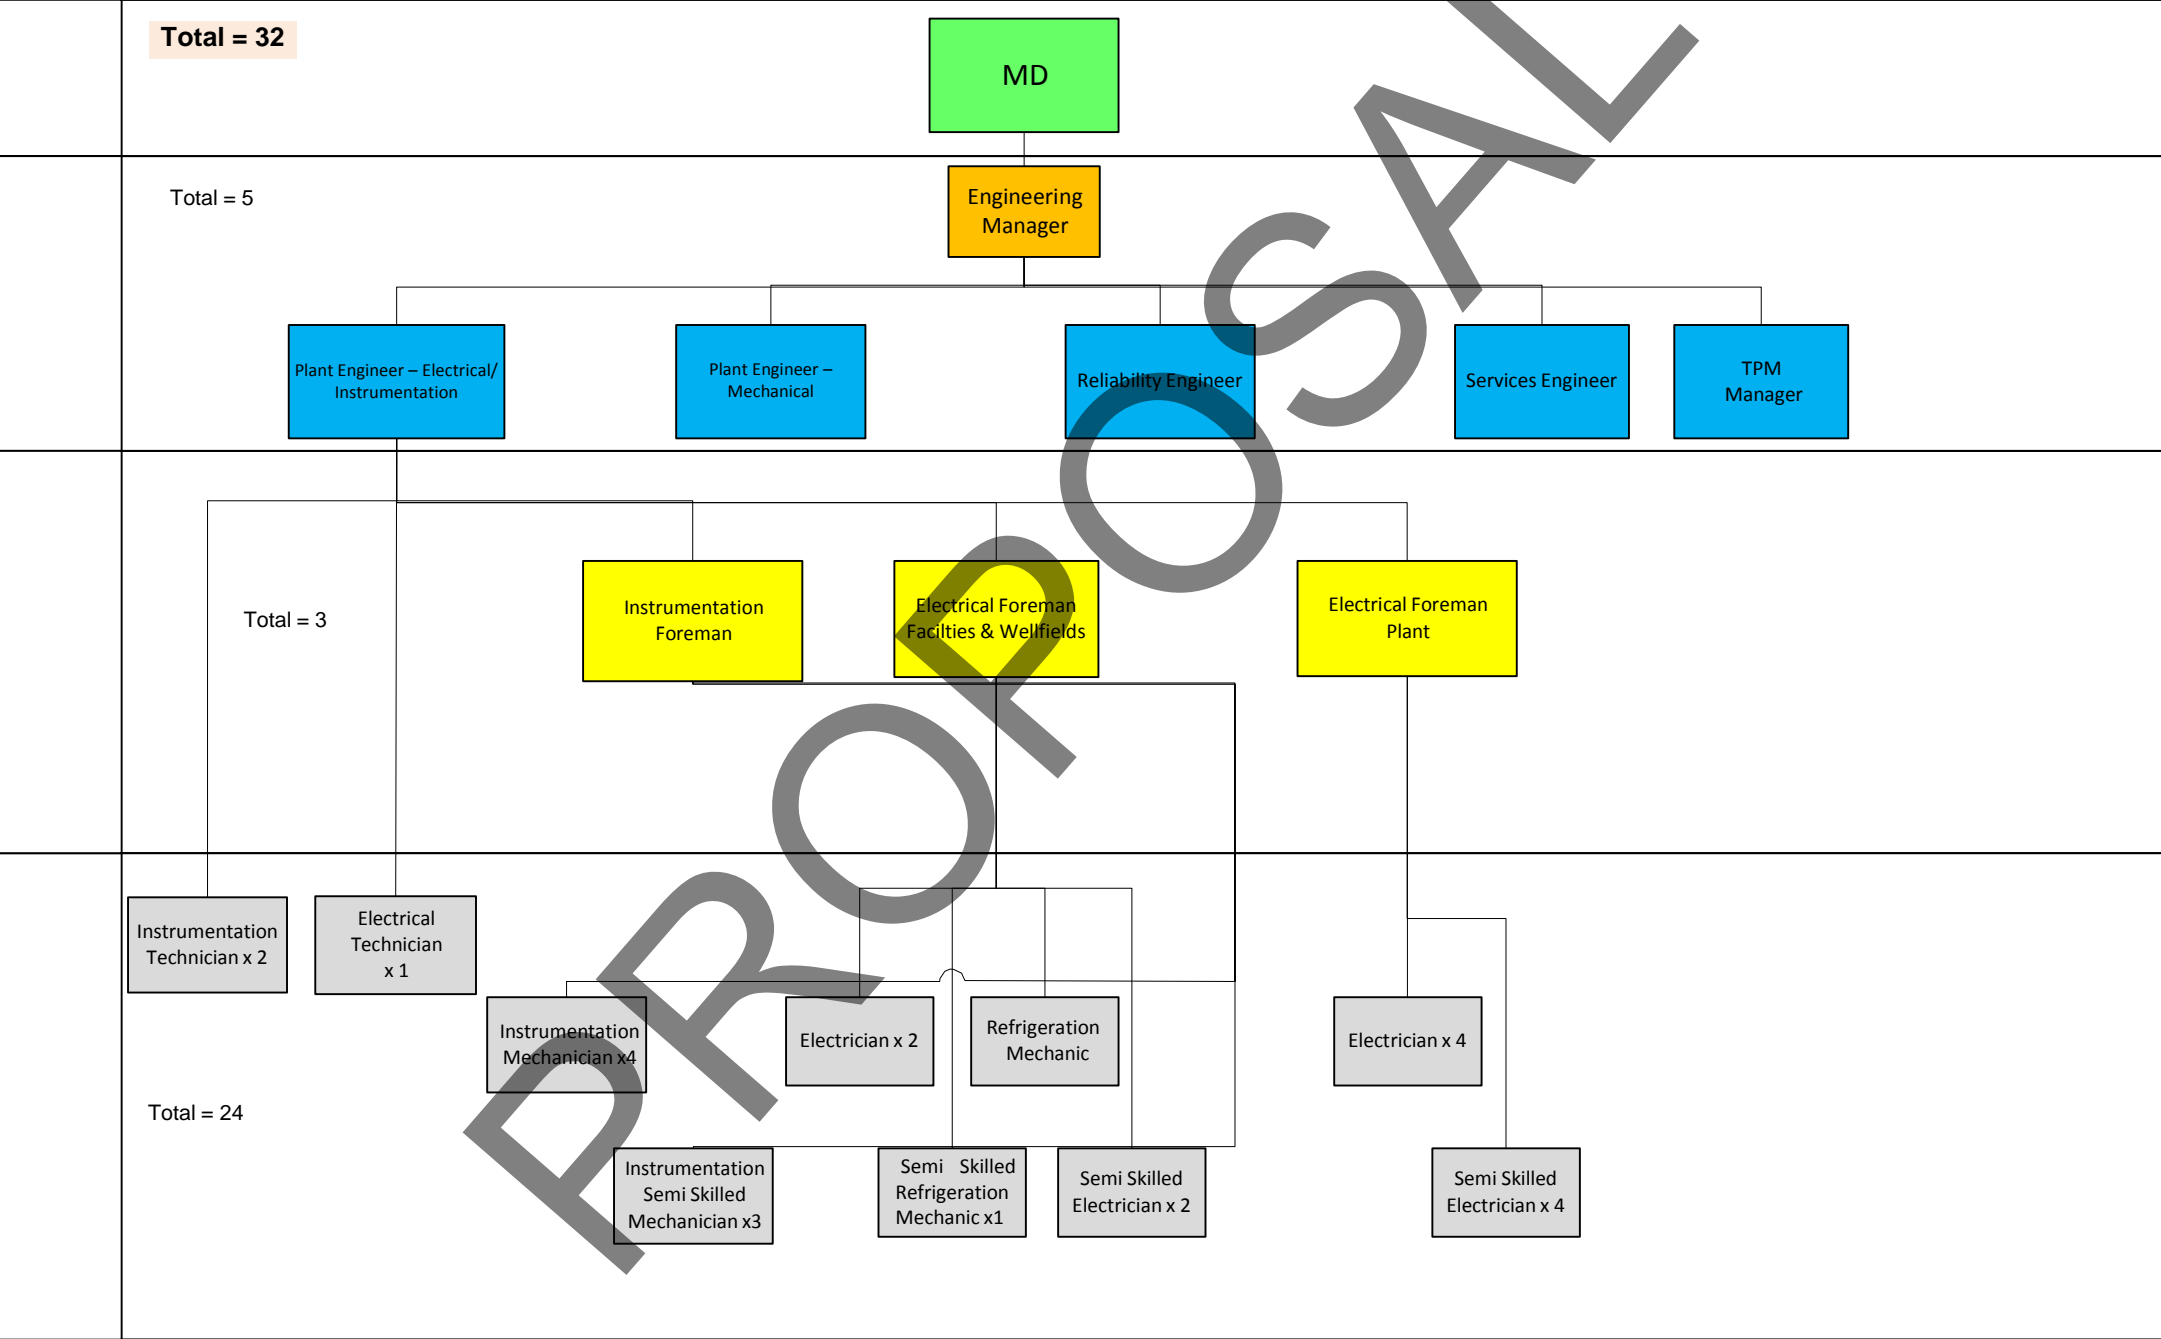 Total = 32
MD
Total = 5
Engineering
Manager
Plant Engineer – Electrical/
Instrumentation
Plant Engineer –
Mechanical
Reliability Engineer
Services Engineer
TPM
Manager
Total = 3
Instrumentation
Foreman
Electrical Foreman
Facilties & Wellfields
Electrical Foreman
Plant
Instrumentation
Technician x 2
Electrical
Technician
x 1
Instrumentation
Mechanician x4
Electrician x 2
Refrigeration
Mechanic
Electrician x 4
Total = 24
Instrumentation
Semi Skilled
Mechanician x3
Semi Skilled
Refrigeration
Mechanic x1
Semi Skilled
Electrician x 2
Semi Skilled
Electrician x 4
PROPOSAL